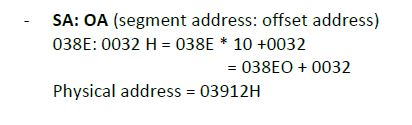 - SA: OA (segment address: offset address)
038E: 0032 H = 038E * 10 +0032
= 038EO + 0032
Physical address = 03912H